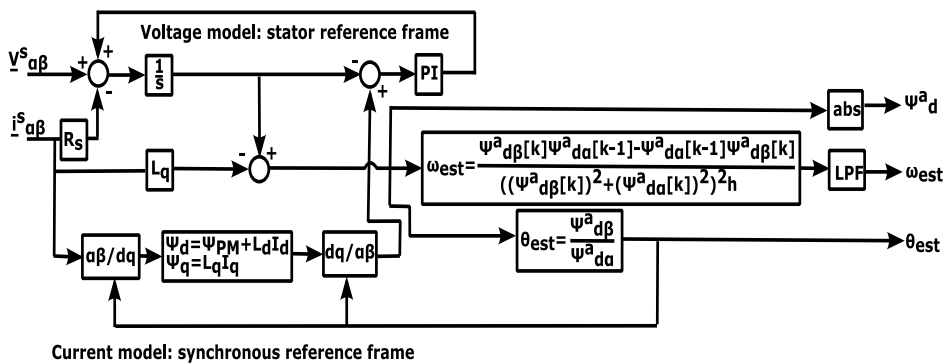 Voltage model: stator reference frame
V^s_αβ
+
+
-
1/s
-
+
PI
i^s_αβ
R_s
abs
Ψ^a_d
L_q
-
+
ω_est = (Ψ^a_dβ[k]Ψ^a_dα[k-1]-Ψ^a_dα[k-1]Ψ^a_dβ[k]) / (((Ψ^a_dβ[k])^2+(Ψ^a_dα[k])^2)^2h)
LPF
ω_est
αβ/dq
Ψ_d=Ψ_PM+L_dI_d
Ψ_q=L_qI_q
dq/αβ
θ_est = Ψ^a_dβ / Ψ^a_dα
θ_est
Current model: synchronous reference frame